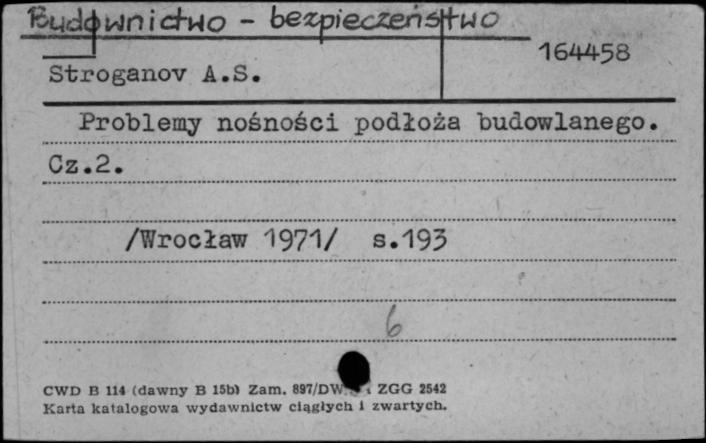 Budownictwo - bezpieczeństwo
164458
Stroganov A.S.
Problemy nośności podłoża budowlanego.
Cz.2.
/Wrocław 1971/ s.193
6
CWD B 114 (dawny B 15b) Zam. 897/DW ZGG 2542
Karta katalogowa wydawnictw ciągłych i zwartych.